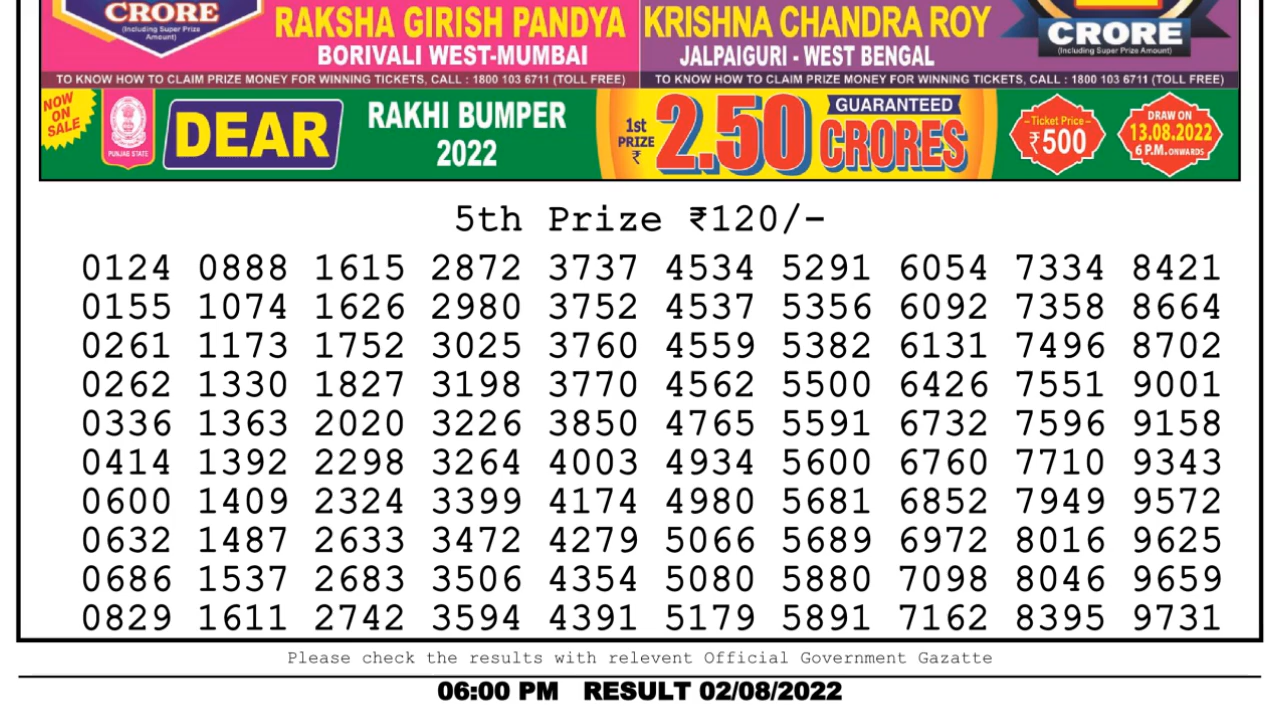 CRORE
(Including Super Prize Amount)
RAKSHA GIRISH PANDYA
BORIVALI WEST-MUMBAI
TO KNOW HOW TO CLAIM PRIZE MONEY FOR WINNING TICKETS, CALL : 1800 103 6711 (TOLL FREE)
KRISHNA CHANDRA ROY
JALPAIGURI - WEST BENGAL
CRORE
(Including Super Prize Amount)
TO KNOW HOW TO CLAIM PRIZE MONEY FOR WINNING TICKETS, CALL : 1800 103 6711 (TOLL FREE)
NOW
ON
SALE
PUNJAB STATE
DEAR
RAKHI BUMPER
2022
1st
PRIZE
₹
2.50
GUARANTEED
CRORES
Ticket Price
₹500
DRAW ON
13.08.2022
6 P.M. ONWARDS
5th Prize ₹120/-
0124 0888 1615 2872 3737 4534 5291 6054 7334 8421
0155 1074 1626 2980 3752 4537 5356 6092 7358 8664
0261 1173 1752 3025 3760 4559 5382 6131 7496 8702
0262 1330 1827 3198 3770 4562 5500 6426 7551 9001
0336 1363 2020 3226 3850 4765 5591 6732 7596 9158
0414 1392 2298 3264 4003 4934 5600 6760 7710 9343
0600 1409 2324 3399 4174 4980 5681 6852 7949 9572
0632 1487 2633 3472 4279 5066 5689 6972 8016 9625
0686 1537 2683 3506 4354 5080 5880 7098 8046 9659
0829 1611 2742 3594 4391 5179 5891 7162 8395 9731
Please check the results with relevent Official Government Gazatte
06:00 PM RESULT 02/08/2022